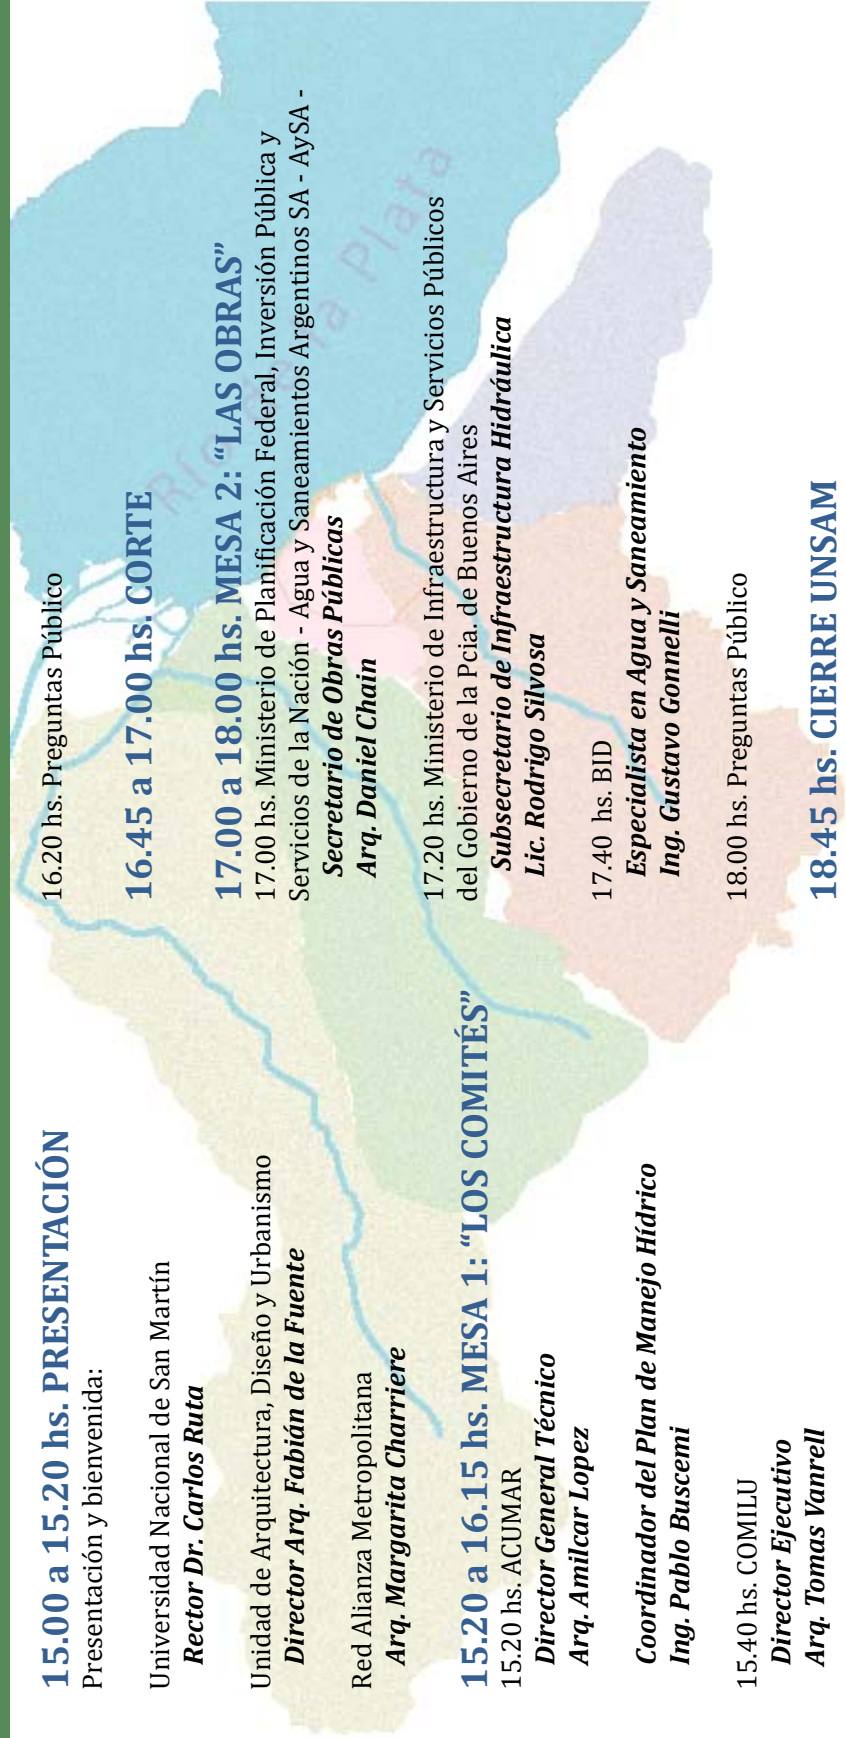 15.00 a 15.20 hs. PRESENTACIÓN
Presentación y bienvenida:
Universidad Nacional de San Martín
Rector Dr. Carlos Ruta
Unidad de Arquitectura, Diseño y Urbanismo
Director Arq. Fabián de la Fuente
Red Alianza Metropolitana
Arq. Margarita Charriere
15.20 a 16.15 hs. MESA 1: “LOS COMITÉS”
15.20 hs. ACUMAR
Director General Técnico
Arq. Amilcar Lopez
Coordinador del Plan de Manejo Hídrico
Ing. Pablo Buscemi
15.40 hs. COMILU
Director Ejecutivo
Arq. Tomas Vanrell
16.20 hs. Preguntas Público
16.45 a 17.00 hs. CORTE
17.00 a 18.00 hs. MESA 2: “LAS OBRAS”
17.00 hs. Ministerio de Planificación Federal, Inversión Pública y
Servicios de la Nación - Agua y Saneamientos Argentinos SA - AySA -
Secretario de Obras Públicas
Arq. Daniel Chain
17.20 hs. Ministerio de Infraestructura y Servicios Públicos
del Gobierno de la Pcia. de Buenos Aires
Subsecretario de Infraestructura Hidráulica
Lic. Rodrigo Silvosa
17.40 hs. BID
Especialista en Agua y Saneamiento
Ing. Gustavo Gonnelli
18.00 hs. Preguntas Público
18.45 hs. CIERRE UNSAM
Río de la Plata